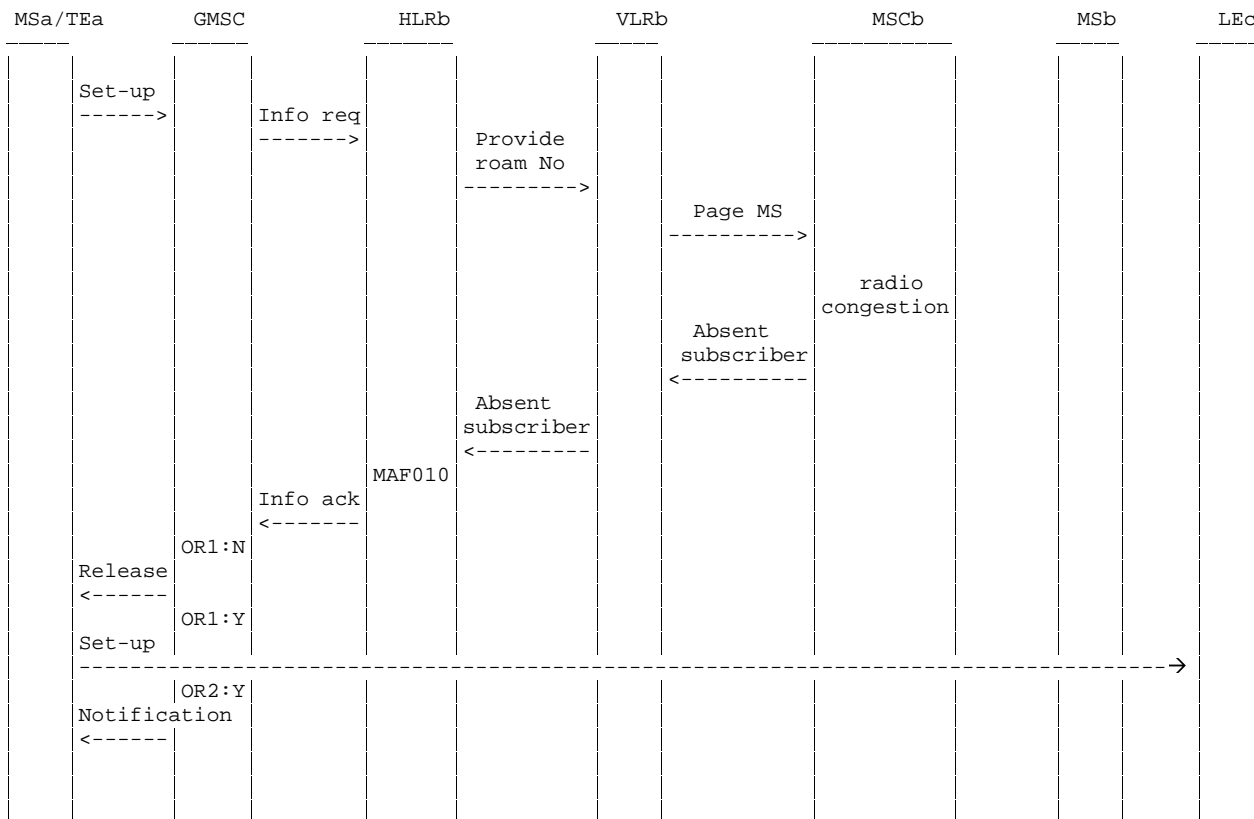 MSa/TEa GMSC HLRb VLRb MSCb MSb LEc
Set-up
------> Info req
-------> Provide
roam No
--------->
Page MS
---------->
radio
congestion
Absent
subscriber
<----------
Absent
subscriber
<---------
MAF010
Info ack
<-------
OR1:N
Release
<------
OR1:Y
Set-up
→
OR2:Y
Notification
<------